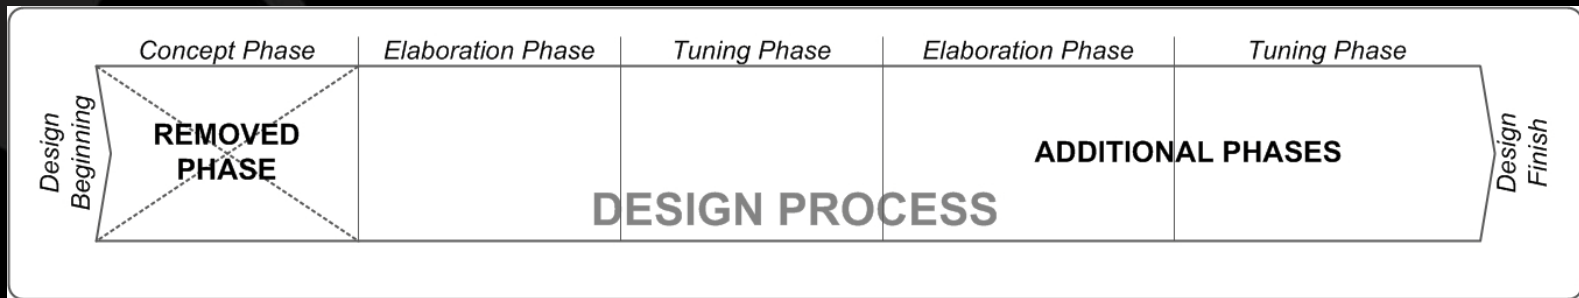 Concept Phase
Elaboration Phase
Tuning Phase
Elaboration Phase
Tuning Phase
Design
Beginning
REMOVED
PHASE
ADDITIONAL PHASES
DESIGN PROCESS
Design
Finish